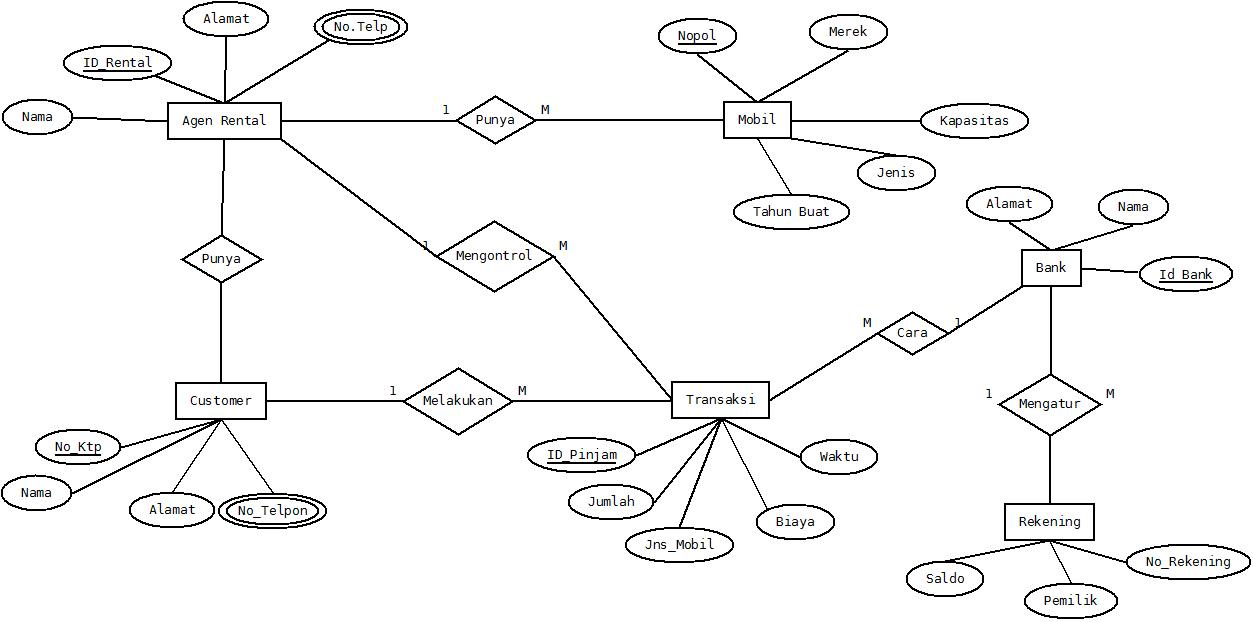 Alamat
No.Telp
ID_Rental
Nama
Agen Rental
1
Punya
M
Nopol
Merek
Mobil
Kapasitas
Jenis
Tahun Buat
Punya
1
Mengontrol
M
Alamat
Nama
Bank
Id Bank
M
Cara
1
Customer
1
Melakukan
M
Transaksi
1
Mengatur
M
No_Ktp
Nama
Alamat
No_Telpon
ID_Pinjam
Jumlah
Jns_Mobil
Biaya
Waktu
Rekening
Saldo
Pemilik
No_Rekening